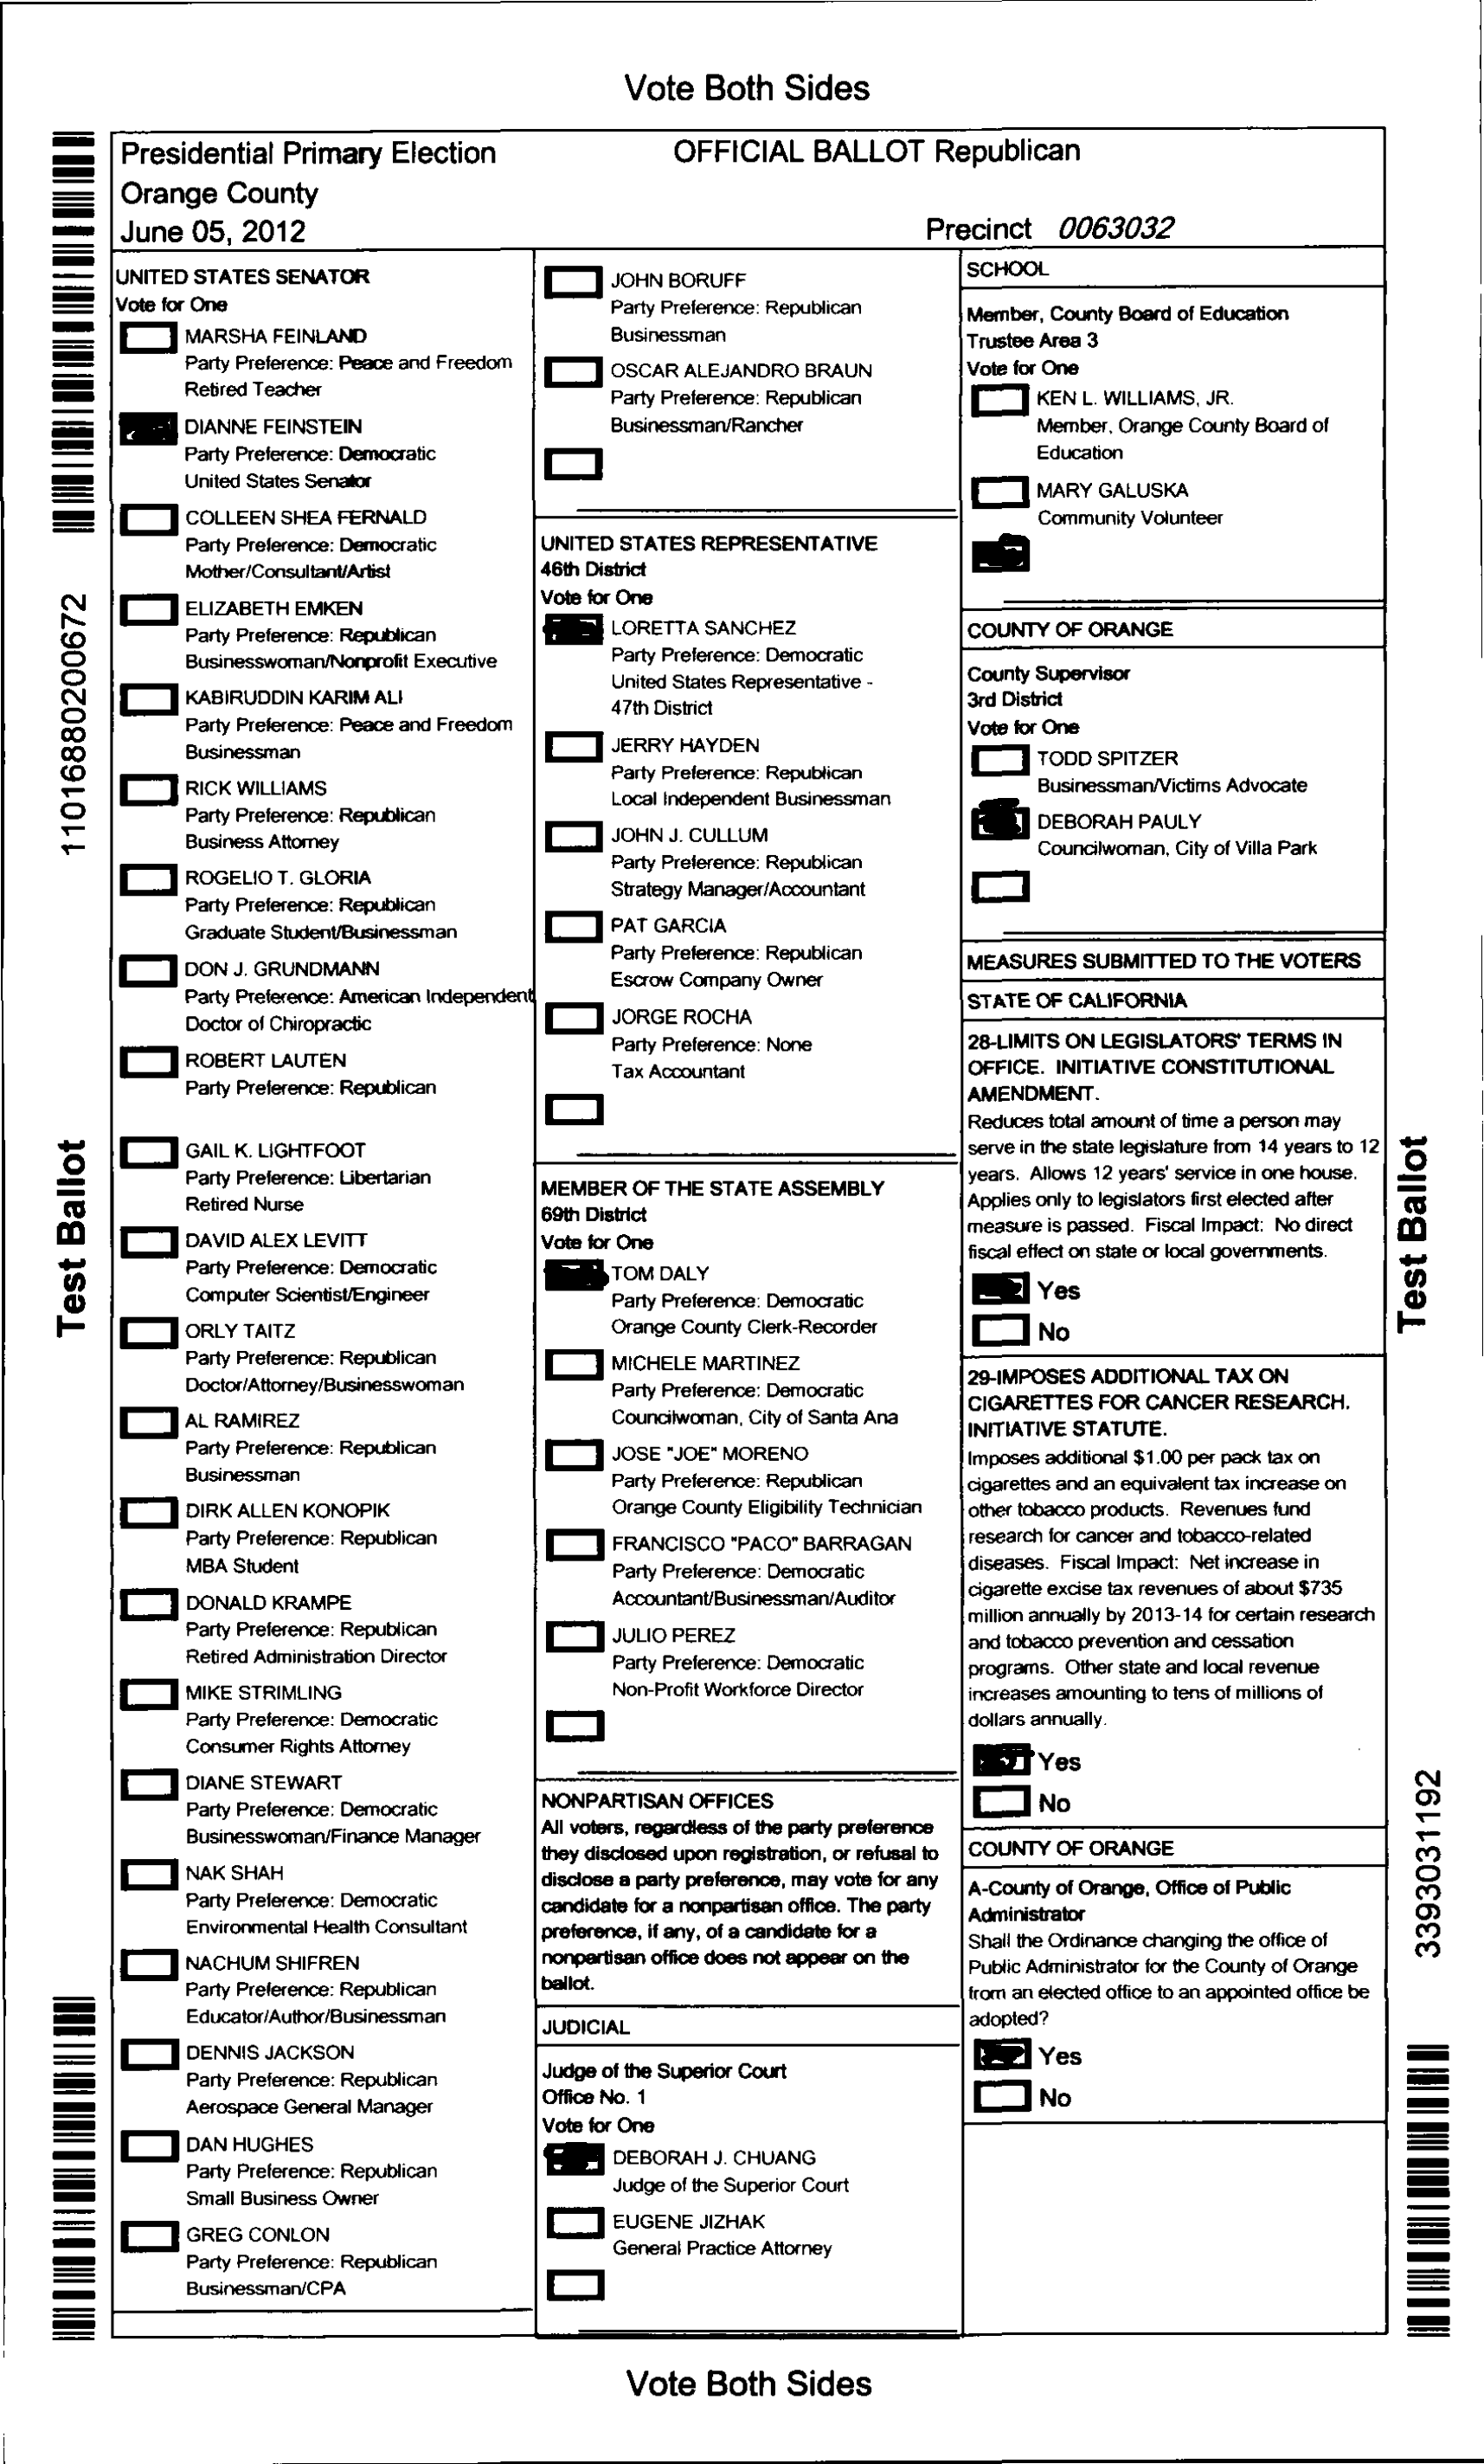 Vote Both Sides
Presidential Primary Election
Orange County
June 05, 2012
OFFICIAL BALLOT Republican
Precinct 0063032
UNITED STATES SENATOR
Vote for One
MARSHA FEINLAND
Party Preference: Peace and Freedom
Retired Teacher
DIANNE FEINSTEIN
Party Preference: Democratic
United States Senator
COLLEEN SHEA FERNALD
Party Preference: Democratic
Mother/Consultant/Artist
ELIZABETH EMKEN
Party Preference: Republican
Businesswoman/Nonprofit Executive
KABIRUDDIN KARIM ALI
Party Preference: Peace and Freedom
Businessman
RICK WILLIAMS
Party Preference: Republican
Business Attorney
ROGELIO T. GLORIA
Party Preference: Republican
Graduate Student/Businessman
DON J. GRUNDMANN
Party Preference: American Independent
Doctor of Chiropractic
ROBERT LAUTEN
Party Preference: Republican
GAIL K. LIGHTFOOT
Party Preference: Libertarian
Retired Nurse
DAVID ALEX LEVITT
Party Preference: Democratic
Computer Scientist/Engineer
ORLY TAITZ
Party Preference: Republican
Doctor/Attorney/Businesswoman
AL RAMIREZ
Party Preference: Republican
Businessman
DIRK ALLEN KONOPIK
Party Preference: Republican
MBA Student
DONALD KRAMPE
Party Preference: Republican
Retired Administration Director
MIKE STRIMLING
Party Preference: Democratic
Consumer Rights Attorney
DIANE STEWART
Party Preference: Democratic
Businesswoman/Finance Manager
NAK SHAH
Party Preference: Democratic
Environmental Health Consultant
NACHUM SHIFREN
Party Preference: Republican
Educator/Author/Businessman
DENNIS JACKSON
Party Preference: Republican
Aerospace General Manager
DAN HUGHES
Party Preference: Republican
Small Business Owner
GREG CONLON
Party Preference: Republican
Businessman/CPA
JOHN BORUFF
Party Preference: Republican
Businessman
OSCAR ALEJANDRO BRAUN
Party Preference: Republican
Businessman/Rancher
UNITED STATES REPRESENTATIVE
46th District
Vote for One
LORETTA SANCHEZ
Party Preference: Democratic
United States Representative -
47th District
JERRY HAYDEN
Party Preference: Republican
Local Independent Businessman
JOHN J. CULLUM
Party Preference: Republican
Strategy Manager/Accountant
PAT GARCIA
Party Preference: Republican
Escrow Company Owner
JORGE ROCHA
Party Preference: None
Tax Accountant
MEMBER OF THE STATE ASSEMBLY
69th District
Vote for One
TOM DALY
Party Preference: Democratic
Orange County Clerk-Recorder
MICHELE MARTINEZ
Party Preference: Democratic
Councilwoman, City of Santa Ana
JOSE "JOE" MORENO
Party Preference: Republican
Orange County Eligibility Technician
FRANCISCO "PACO" BARRAGAN
Party Preference: Democratic
Accountant/Businessman/Auditor
JULIO PEREZ
Party Preference: Democratic
Non-Profit Workforce Director
NONPARTISAN OFFICES
All voters, regardless of the party preference
they disclosed upon registration, or refusal to
disclose a party preference, may vote for any
candidate for a nonpartisan office. The party
preference, if any, of a candidate for a
nonpartisan office does not appear on the
ballot.
JUDICIAL
Judge of the Superior Court
Office No. 1
Vote for One
DEBORAH J. CHUANG
Judge of the Superior Court
EUGENE JIZHAK
General Practice Attorney
SCHOOL
Member, County Board of Education
Trustee Area 3
Vote for One
KEN L. WILLIAMS, JR.
Member, Orange County Board of
Education
MARY GALUSKA
Community Volunteer
COUNTY OF ORANGE
County Supervisor
3rd District
Vote for One
TODD SPITZER
Businessman/Victims Advocate
DEBORAH PAULY
Councilwoman, City of Villa Park
MEASURES SUBMITTED TO THE VOTERS
STATE OF CALIFORNIA
28-LIMITS ON LEGISLATORS' TERMS IN
OFFICE. INITIATIVE CONSTITUTIONAL
AMENDMENT.
Reduces total amount of time a person may
serve in the state legislature from 14 years to 12
years. Allows 12 years' service in one house.
Applies only to legislators first elected after
measure is passed. Fiscal Impact: No direct
fiscal effect on state or local governments.
Yes
No
29-IMPOSES ADDITIONAL TAX ON
CIGARETTES FOR CANCER RESEARCH.
INITIATIVE STATUTE.
Imposes additional $1.00 per pack tax on
cigarettes and an equivalent tax increase on
other tobacco products. Revenues fund
research for cancer and tobacco-related
diseases. Fiscal Impact: Net increase in
cigarette excise tax revenues of about $735
million annually by 2013-14 for certain research
and tobacco prevention and cessation
programs. Other state and local revenue
increases amounting to tens of millions of
dollars annually.
Yes
No
COUNTY OF ORANGE
A-County of Orange, Office of Public
Administrator
Shall the Ordinance changing the office of
Public Administrator for the County of Orange
from an elected office to an appointed office be
adopted?
Yes
No
11016880200672
Test Ballot
Test Ballot
3393031192
Vote Both Sides